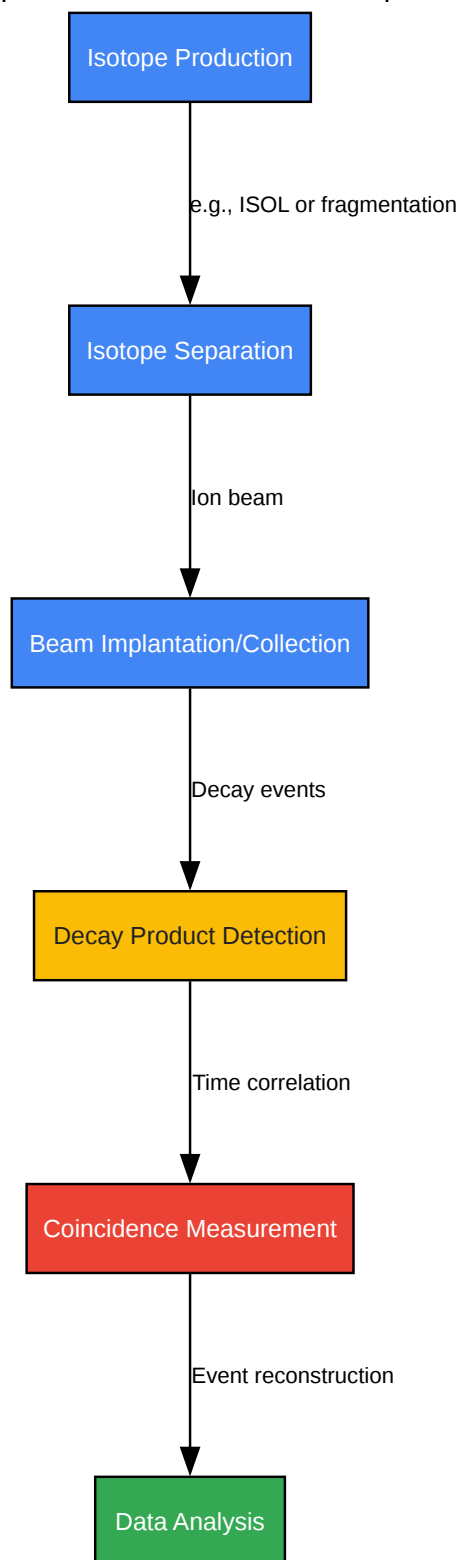 Isotope Production
e.g., ISOL or fragmentation
Isotope Separation
Ion beam
Beam Implantation/Collection
Decay events
Decay Product Detection
Time correlation
Coincidence Measurement
Event reconstruction
Data Analysis